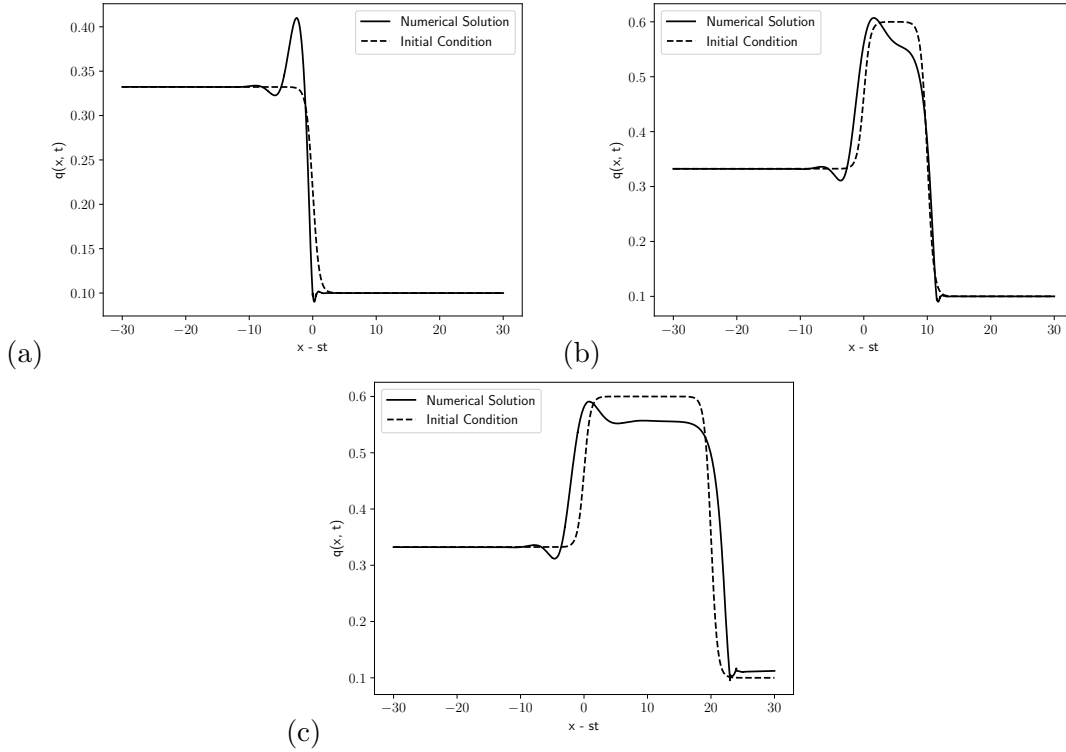 Numerical Solution
Initial Condition
q(x, t)
0.40
0.35
0.30
0.25
0.20
0.15
0.10
−30 −20 −10 0 10 20 30
x - st
(a)
Numerical Solution
Initial Condition
q(x, t)
0.6
0.5
0.4
0.3
0.2
0.1
−30 −20 −10 0 10 20 30
x - st
(b)
Numerical Solution
Initial Condition
q(x, t)
0.6
0.5
0.4
0.3
0.2
0.1
−30 −20 −10 0 10 20 30
x - st
(c)